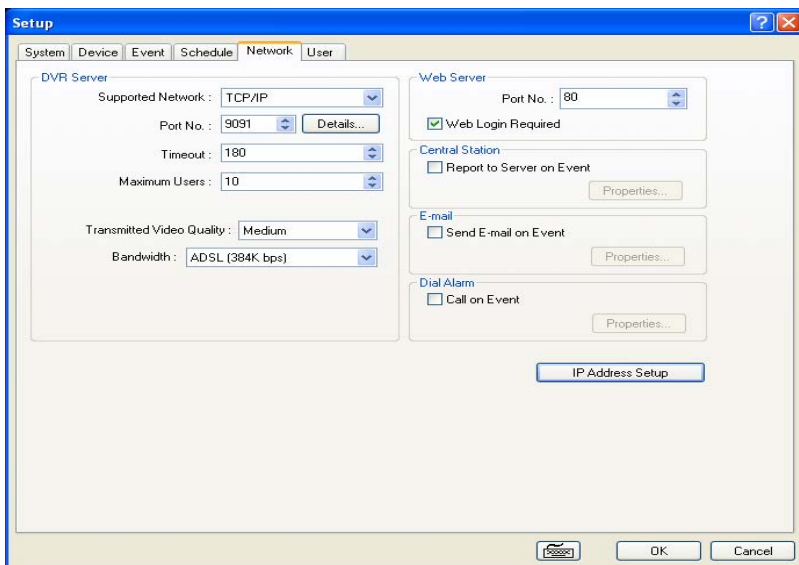 Setup
System Device Event Schedule Network User
DVR Server
Supported Network : TCP/IP
Port No. : 9091 Details...
Timeout : 180
Maximum Users : 10
Transmitted Video Quality : Medium
Bandwidth : ADSL (384K bps)
Web Server
Port No. : 80
Web Login Required
Central Station
Report to Server on Event
Properties...
E-mail
Send E-mail on Event
Properties...
Dial Alarm
Call on Event
Properties...
IP Address Setup
OK Cancel